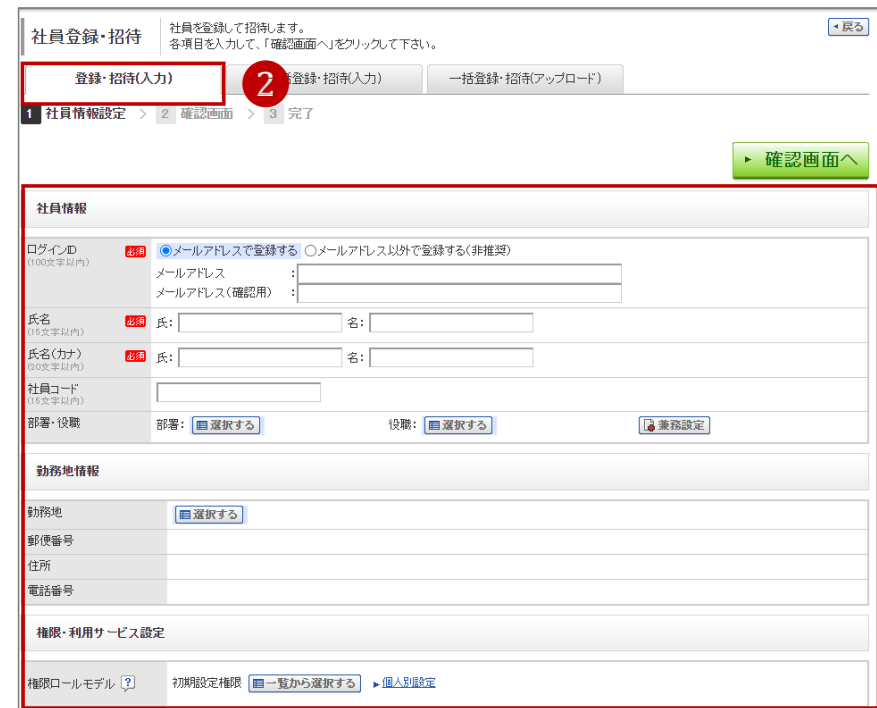 社員登録・招待
社員を登録して招待します。
各項目を入力して、「確認画面へ」をクリックして下さい。
戻る
登録・招待(入力)
2
括登録・招待(入力)
一括登録・招待(アップロード)
1 社員情報設定 > 2 確認画面 > 3 完了
確認画面へ
社員情報
ログインID 必須 メールアドレスで登録する メールアドレス以外で登録する(非推奨)
(100文字以内)
メールアドレス :
メールアドレス(確認用) :
氏名 必須 氏: 名:
(15文字以内)
氏名(カナ) 必須 氏: 名:
(20文字以内)
社員コード
(15文字以内)
部署・役職 部署: 選択する 役職: 選択する 兼務設定
勤務地情報
勤務地 選択する
郵便番号
住所
電話番号
権限・利用サービス設定
権限ロールモデル ? 初期設定権限 一覧から選択する 個人別設定